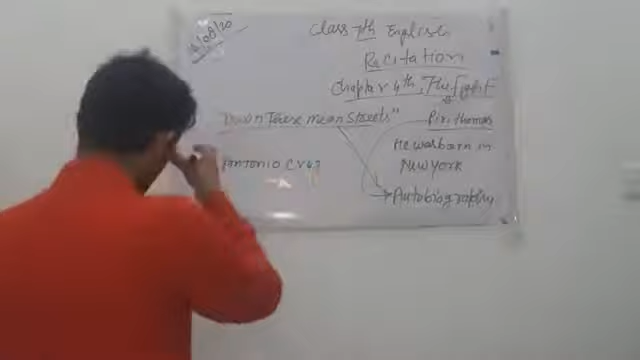 Class 7th English
Recitation
Chapter 4th, The Fight
"Down These mean Streets"
Piri thomas
He was born in
New York
Antonio Cruz
Autobiography